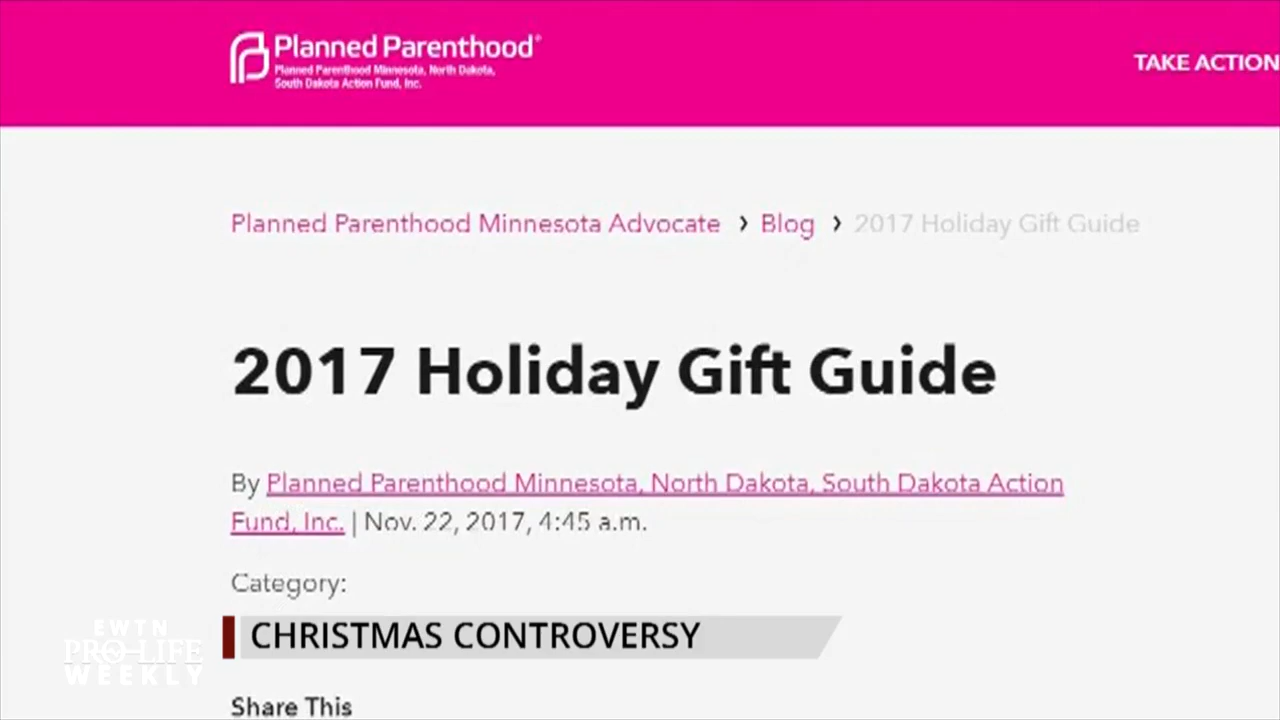 Planned Parenthood®
Planned Parenthood Minnesota, North Dakota,
South Dakota Action Fund, Inc.
TAKE ACTION
Planned Parenthood Minnesota Advocate › Blog › 2017 Holiday Gift Guide
2017 Holiday Gift Guide
By Planned Parenthood Minnesota, North Dakota, South Dakota Action
Fund, Inc. | Nov. 22, 2017, 4:45 a.m.
Category:
EWTN
PRO-LIFE
WEEKLY
CHRISTMAS CONTROVERSY
Share This